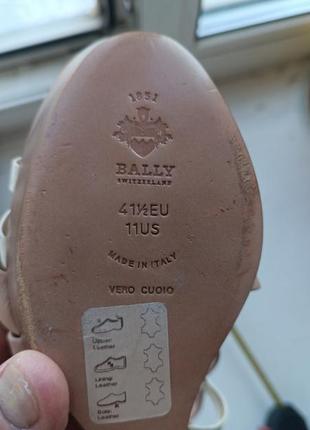 1851
BALLY
SWITZERLAND
41½EU
11US
MADE IN ITALY
VERO CUOIO
Upper:
Leather
Lining:
Leather
Sole:
Leather